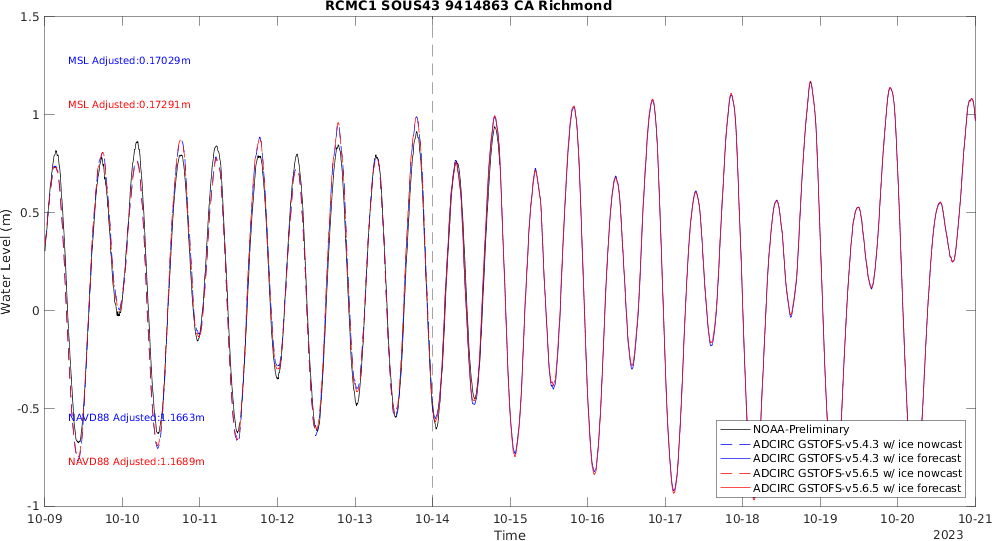 RCMC1 SOUS43 9414863 CA Richmond
1.5
MSL Adjusted:0.17029m
MSL Adjusted:0.17291m
1
0.5
Water Level (m)
0
-0.5
NAVD88 Adjusted:1.1663m
NAVD88 Adjusted:1.1689m
NOAA-Preliminary
ADCIRC GSTOFS-v5.4.3 w/ ice nowcast
ADCIRC GSTOFS-v5.4.3 w/ ice forecast
ADCIRC GSTOFS-v5.6.5 w/ ice nowcast
ADCIRC GSTOFS-v5.6.5 w/ ice forecast
-1
10-09 10-10 10-11 10-12 10-13 10-14 10-15 10-16 10-17 10-18 10-19 10-20 10-21
Time
2023